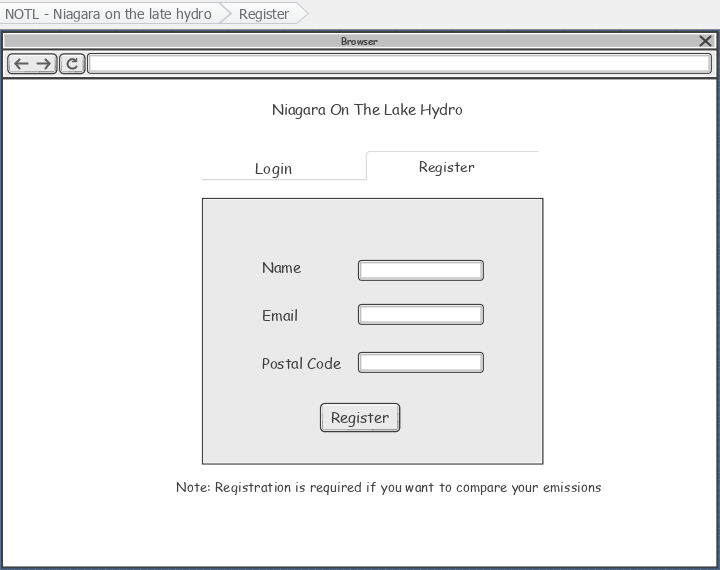 NOTL - Niagara on the late hydro Register
Browser
Niagara On The Lake Hydro
Login Register
Name
Email
Postal Code
Register
Note: Registration is required if you want to compare your emissions